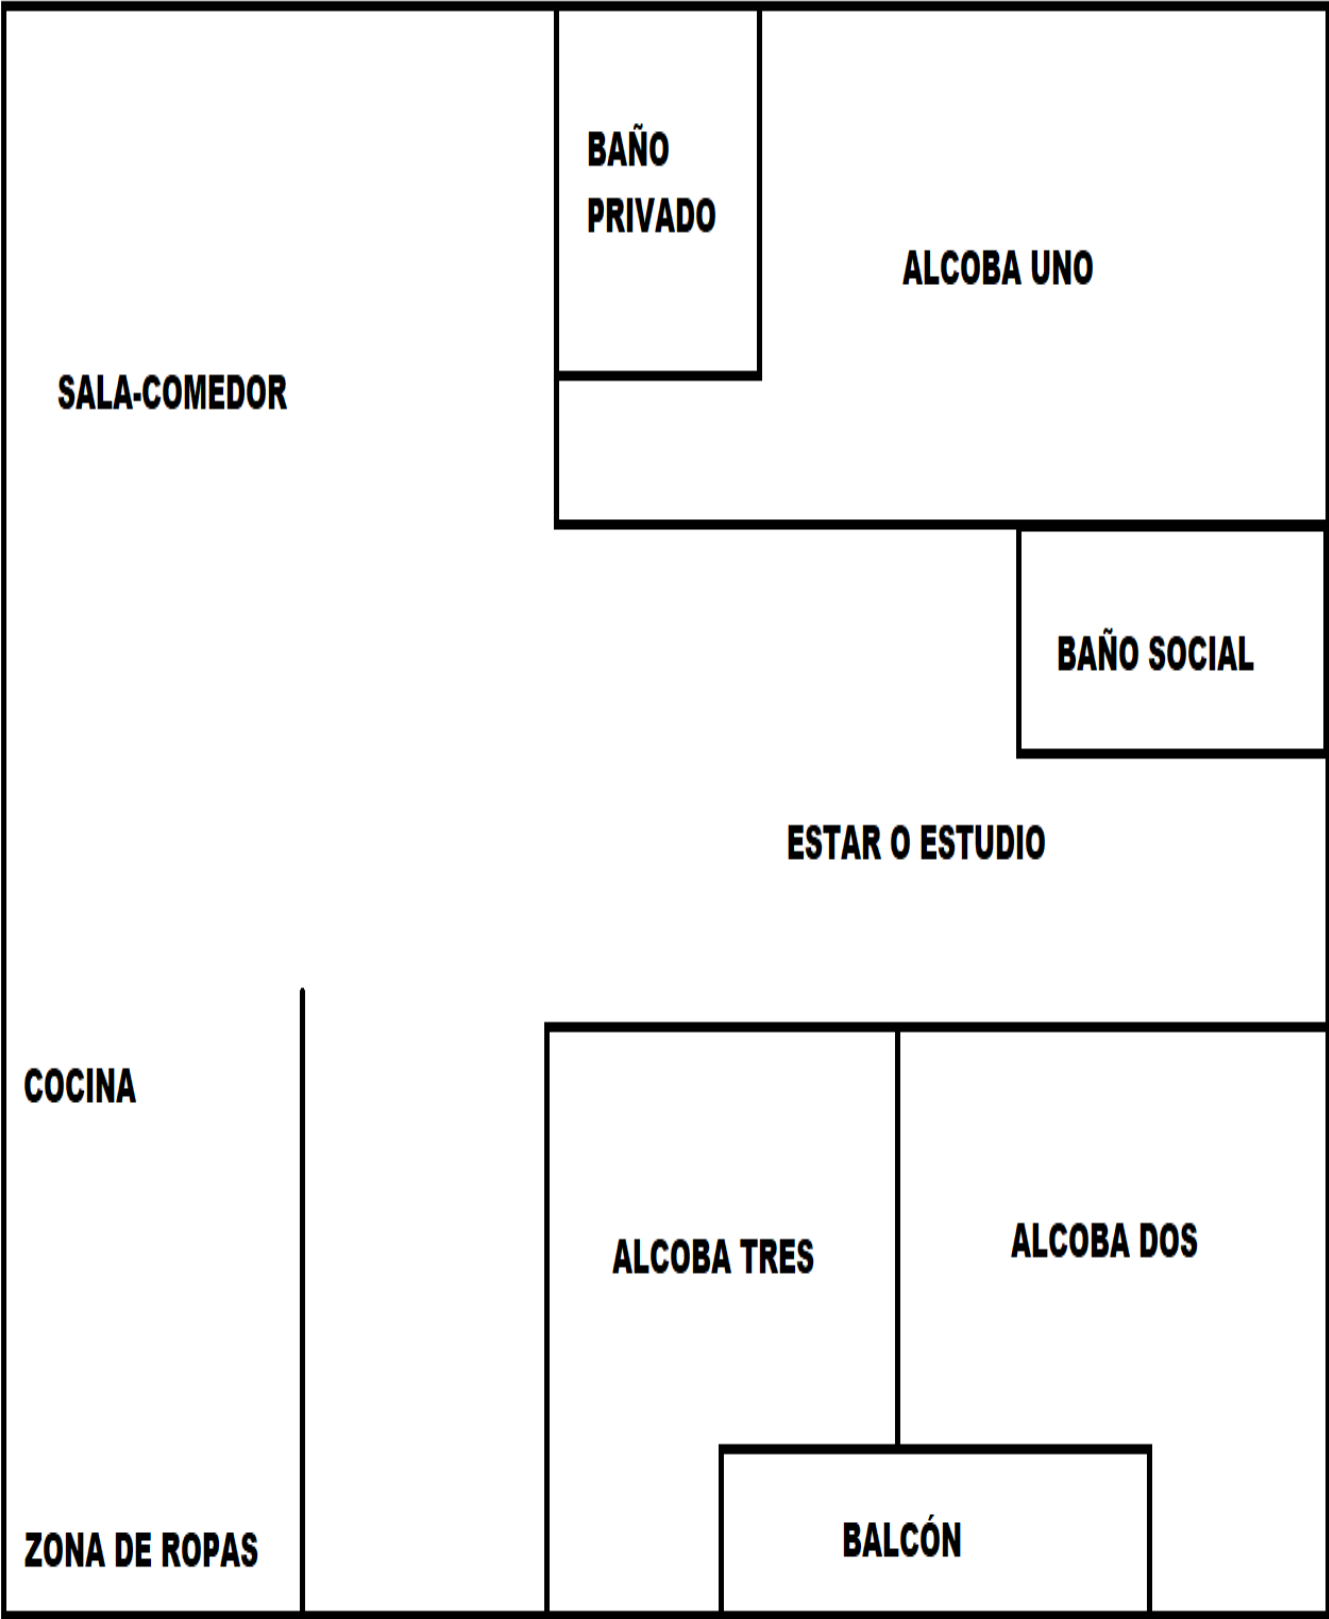 BAÑO
PRIVADO
ALCOBA UNO
SALA-COMEDOR
BAÑO SOCIAL
ESTAR O ESTUDIO
COCINA
ALCOBA TRES
ALCOBA DOS
ZONA DE ROPAS
BALCÓN